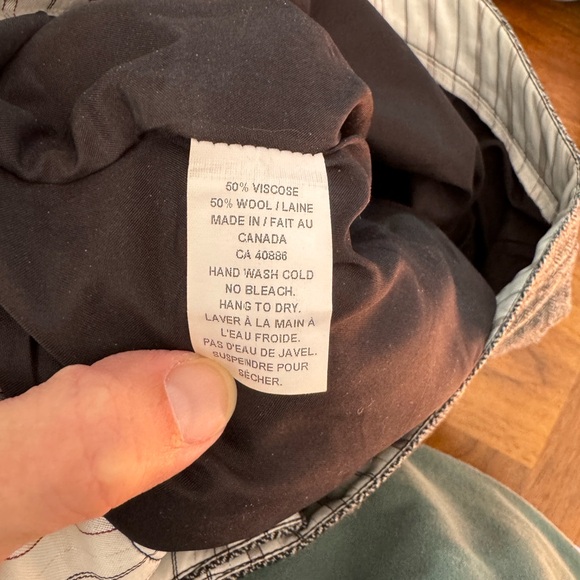 50% VISCOSE
50% WOOL / LAINE
MADE IN / FAIT AU
CANADA
CA 40886
HAND WASH COLD
NO BLEACH.
HANG TO DRY.
LAVER À LA MAIN À
L'EAU FROIDE.
PAS D'EAU DE JAVEL.
SUSPENDRE POUR
SÉCHER.